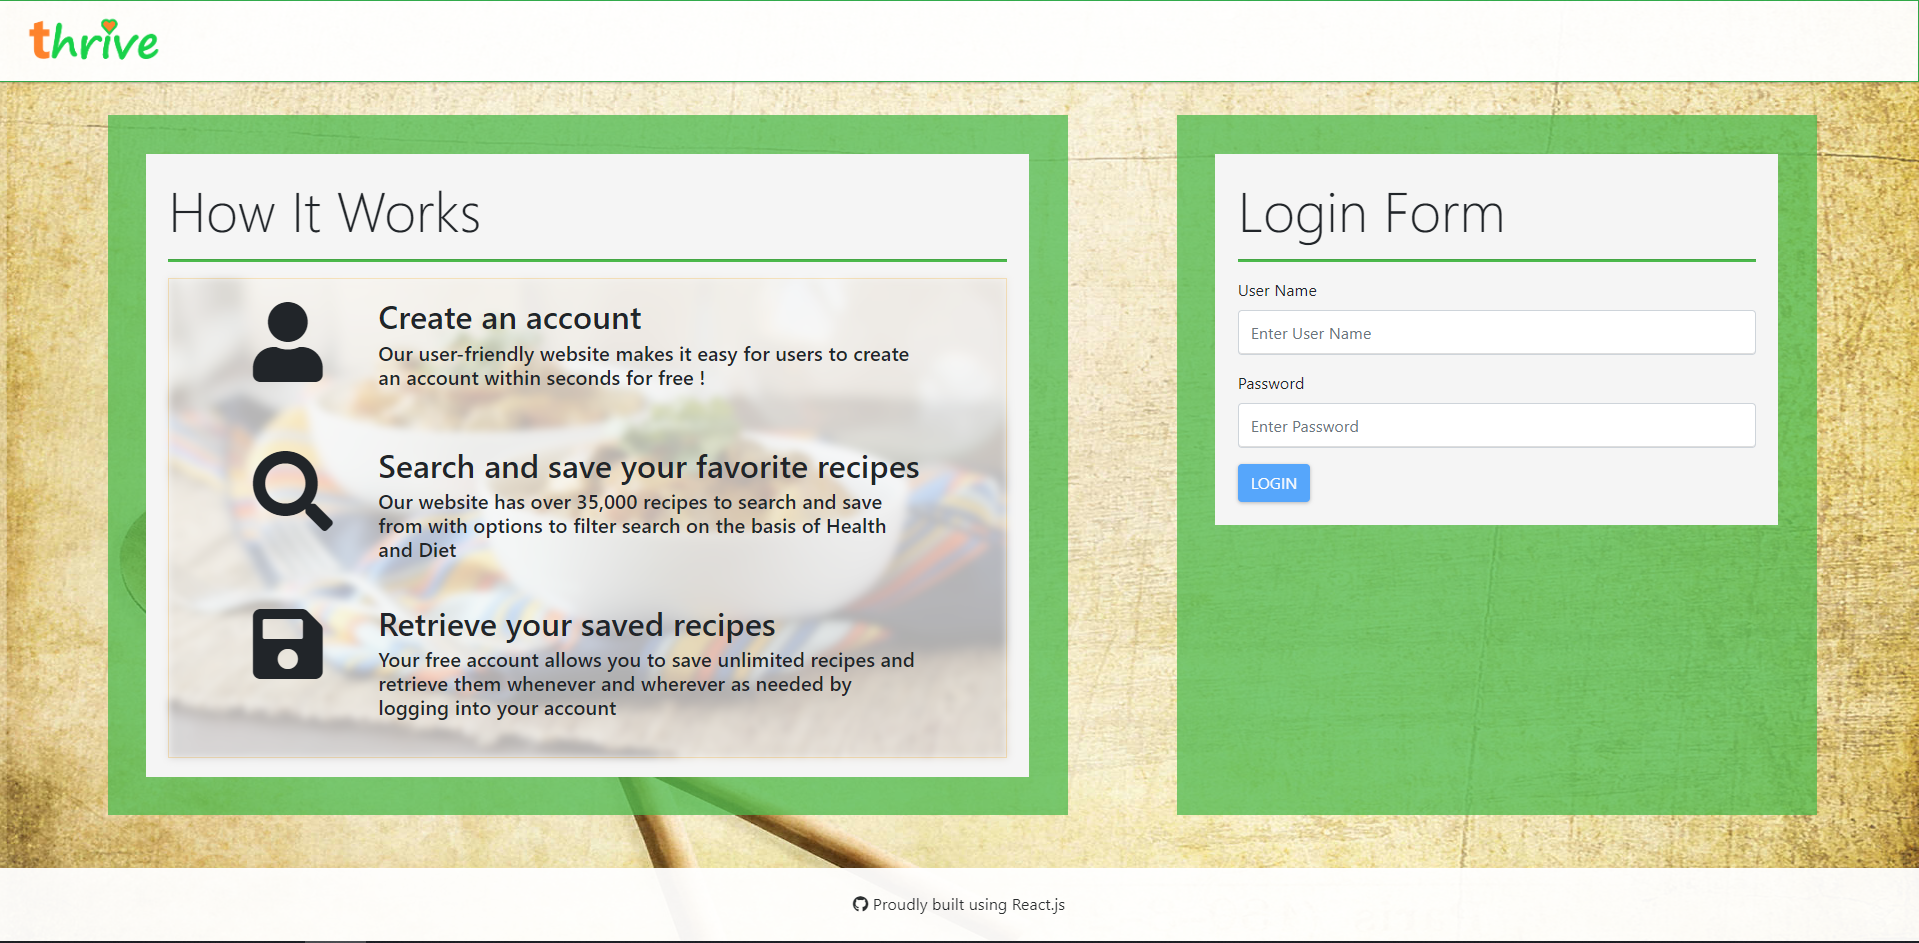 thrive
How It Works
Create an account
Our user-friendly website makes it easy for users to create
an account within seconds for free !
Search and save your favorite recipes
Our website has over 35,000 recipes to search and save
from with options to filter search on the basis of Health
and Diet
Retrieve your saved recipes
Your free account allows you to save unlimited recipes and
retrieve them whenever and wherever as needed by
logging into your account
Login Form
User Name
Enter User Name
Password
Enter Password
LOGIN
Proudly built using React.js